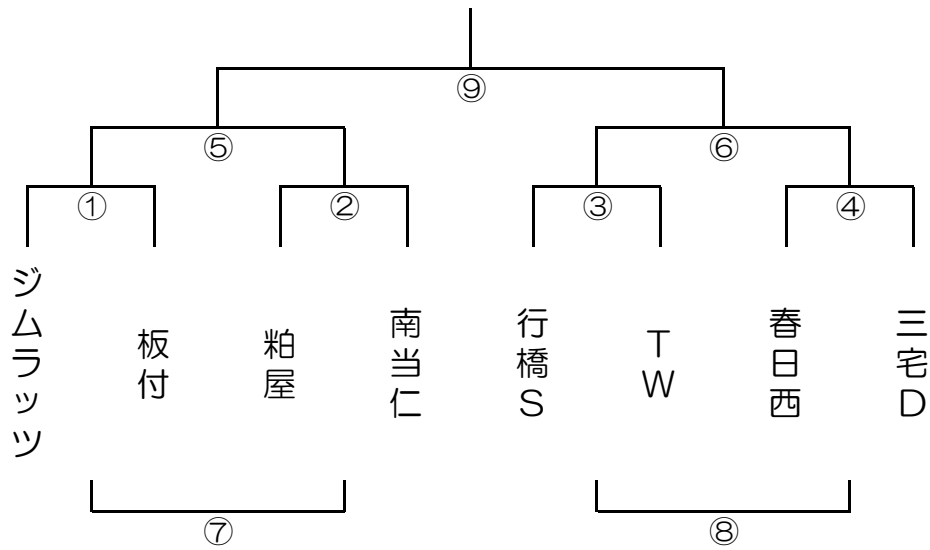 ⑨
⑤
⑥
①
②
③
④
ジムラッツ
板付
粕屋
南当仁
行橋S
TW
春日西
三宅D
⑦
⑧